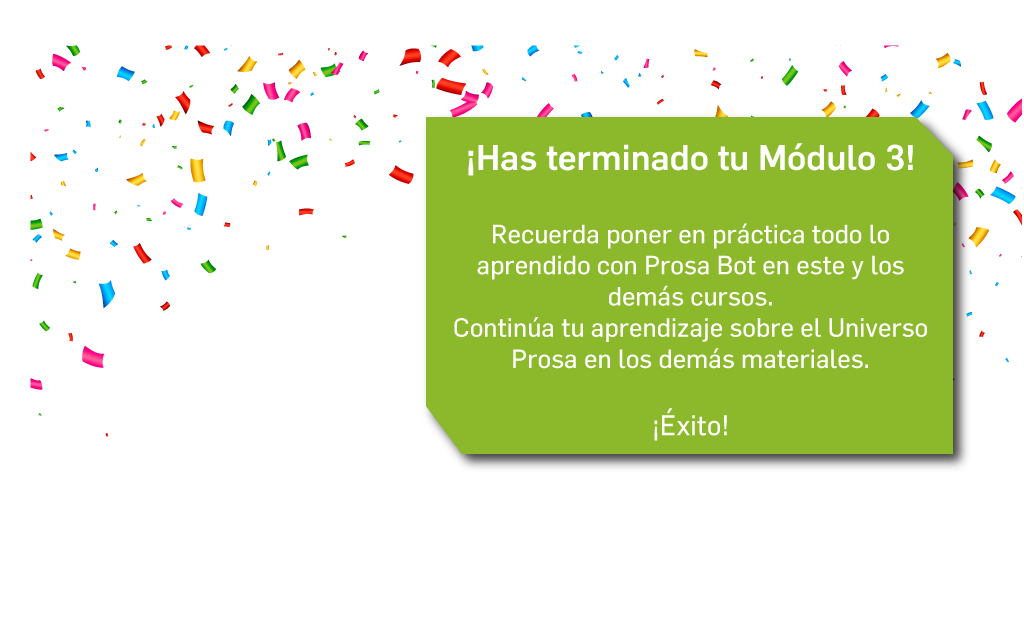 ¡Has terminado tu Módulo 3!
Recuerda poner en práctica todo lo
aprendido con Prosa Bot en este y los
demás cursos.
Continúa tu aprendizaje sobre el Universo
Prosa en los demás materiales.
¡Éxito!